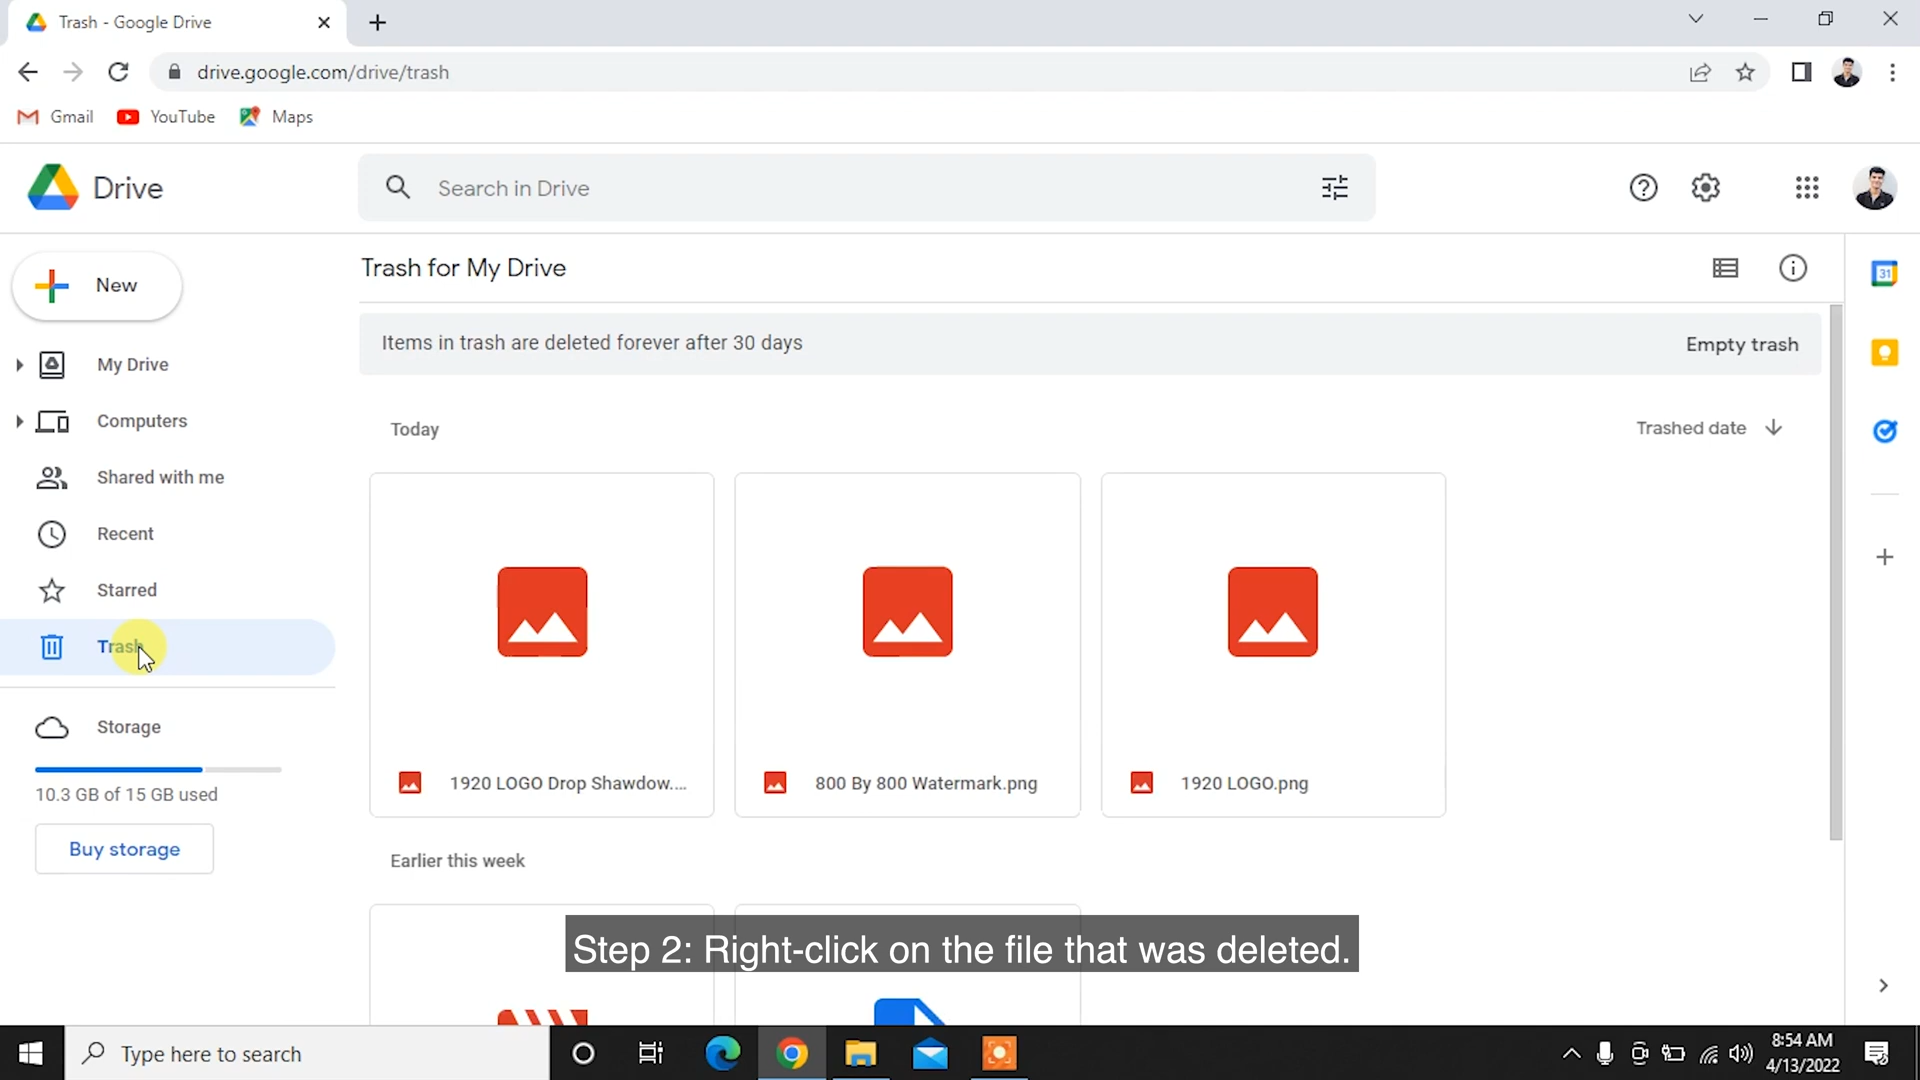 Trash - Google Drive
drive.google.com/drive/trash
Gmail
YouTube
Maps
Drive
Search in Drive
New
My Drive
Computers
Shared with me
Recent
Starred
Trash
Storage
10.3 GB of 15 GB used
Buy storage
Trash for My Drive
Items in trash are deleted forever after 30 days
Empty trash
Today
Trashed date
1920 LOGO Drop Shawdow....
800 By 800 Watermark.png
1920 LOGO.png
Earlier this week
31
Step 2: Right-click on the file that was deleted.
Type here to search
8:54 AM
4/13/2022